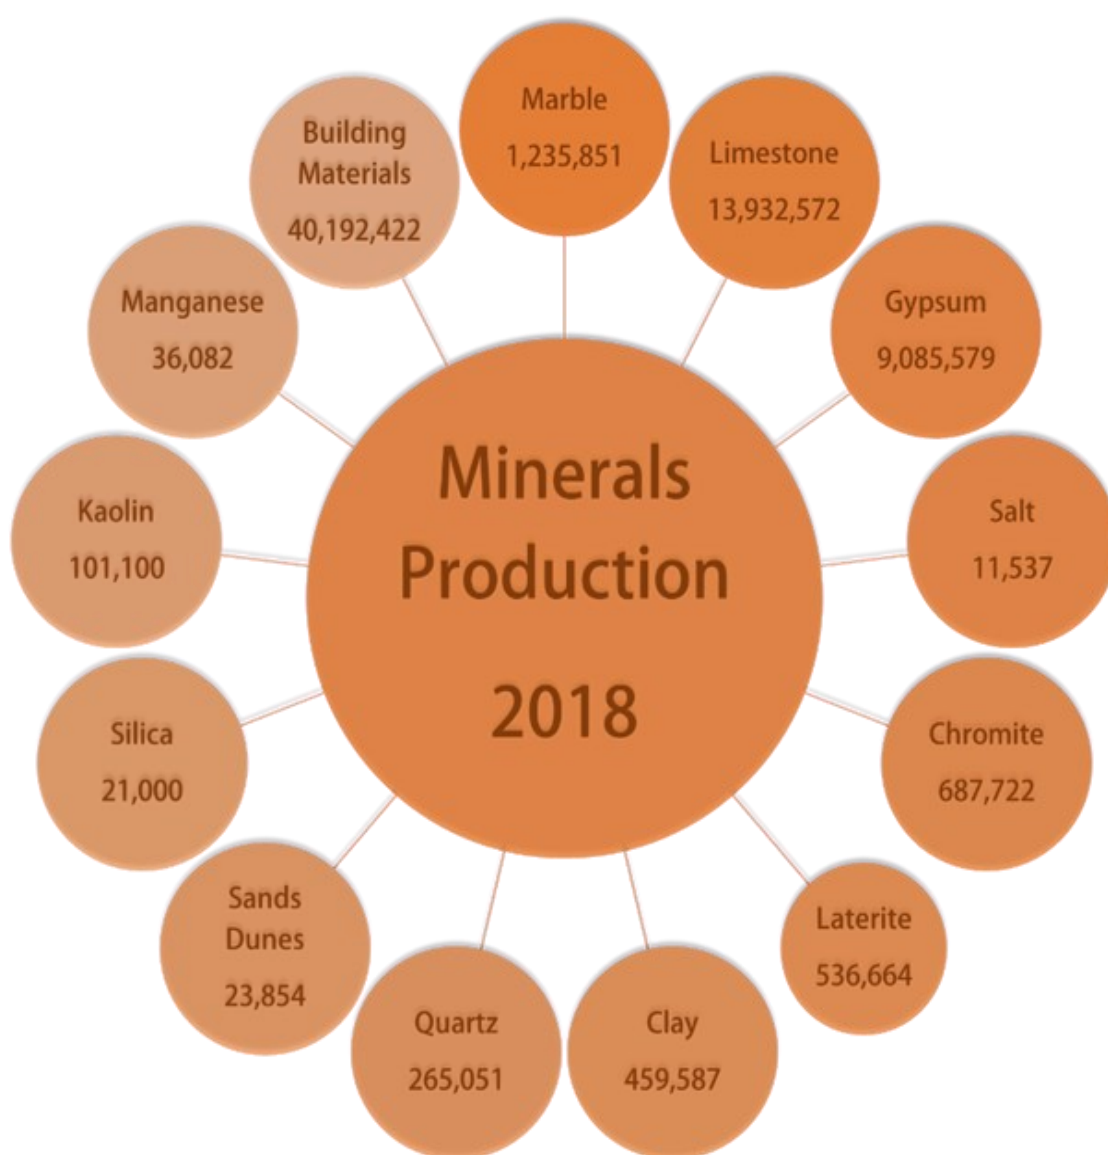 Minerals
Production
2018
Marble
1,235,851
Limestone
13,932,572
Gypsum
9,085,579
Salt
11,537
Chromite
687,722
Laterite
536,664
Clay
459,587
Quartz
265,051
Sands
Dunes
23,854
Silica
21,000
Kaolin
101,100
Manganese
36,082
Building
Materials
40,192,422